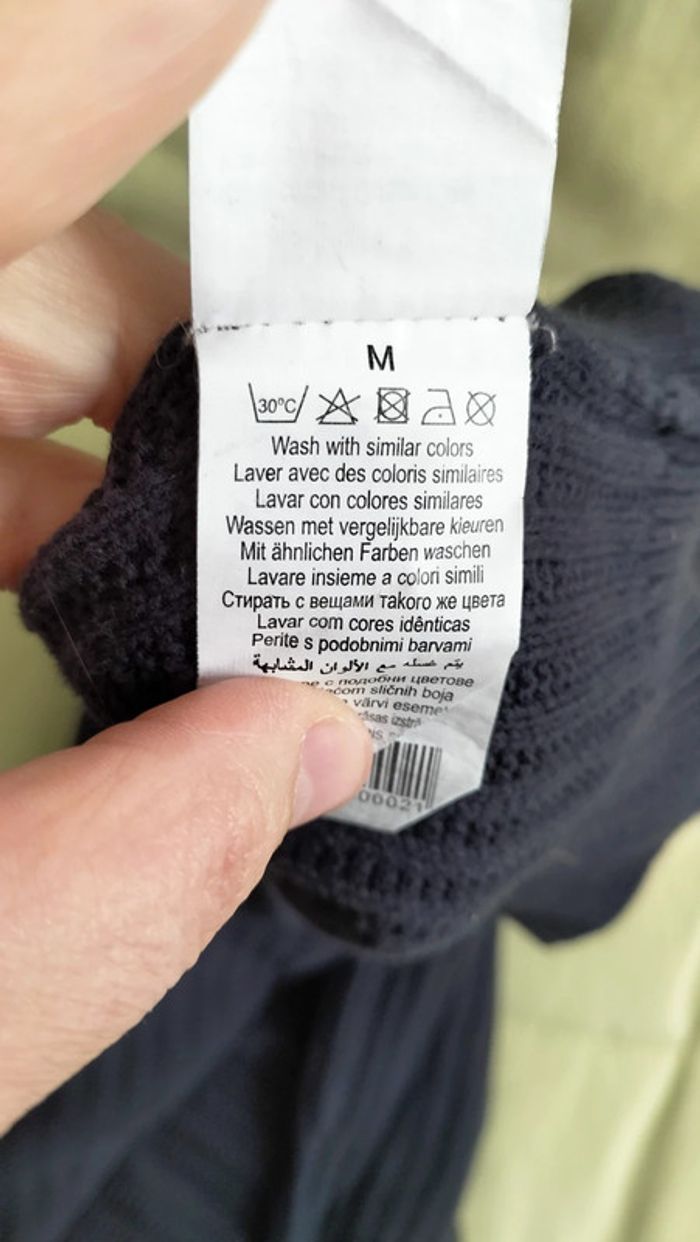 M
30°C
Wash with similar colors
Laver avec des coloris similaires
Lavar con colores similares
Wassen met vergelijkbare kleuren
Mit ähnlichen Farben waschen
Lavare insieme a colori simili
Стирать с вещами такого же цвета
Lavar com cores idênticas
Perite s podobnimi barvami
يتم غسله مع الألوان المشابهة
с подобни цветове
sličnih boja
värvi